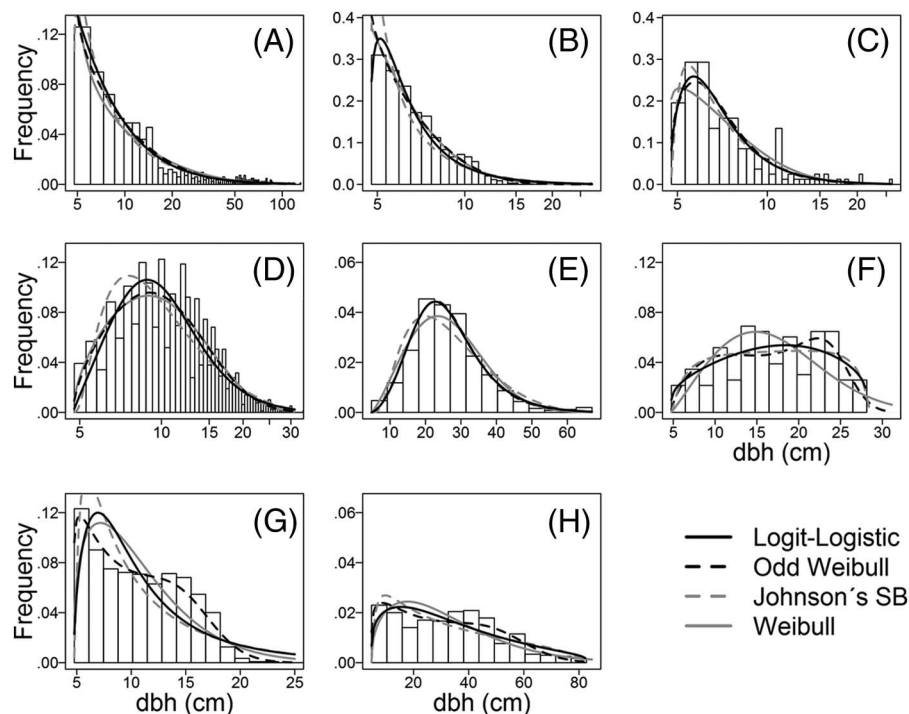 (A)
Frequency
.12
.04
.00
5 10 20 50 100
(B)
0.4
0.3
0.2
0.1
0.0
5 10 15 20
(C)
0.4
0.3
0.2
0.1
0.0
5 10 15 20
(D)
Frequency
.12
.08
.04
.00
5 10 15 20 30
(E)
.06
.04
.02
.00
10 20 30 40 50 60
(F)
.12
.08
.04
.00
5 10 15 20 25 30
dbh (cm)
(G)
Frequency
.12
.08
.04
.00
5 10 15 20 25
dbh (cm)
(H)
.06
.04
.02
.00
20 40 60 80
dbh (cm)
Logit-Logistic
Odd Weibull
Johnson´s SB
Weibull